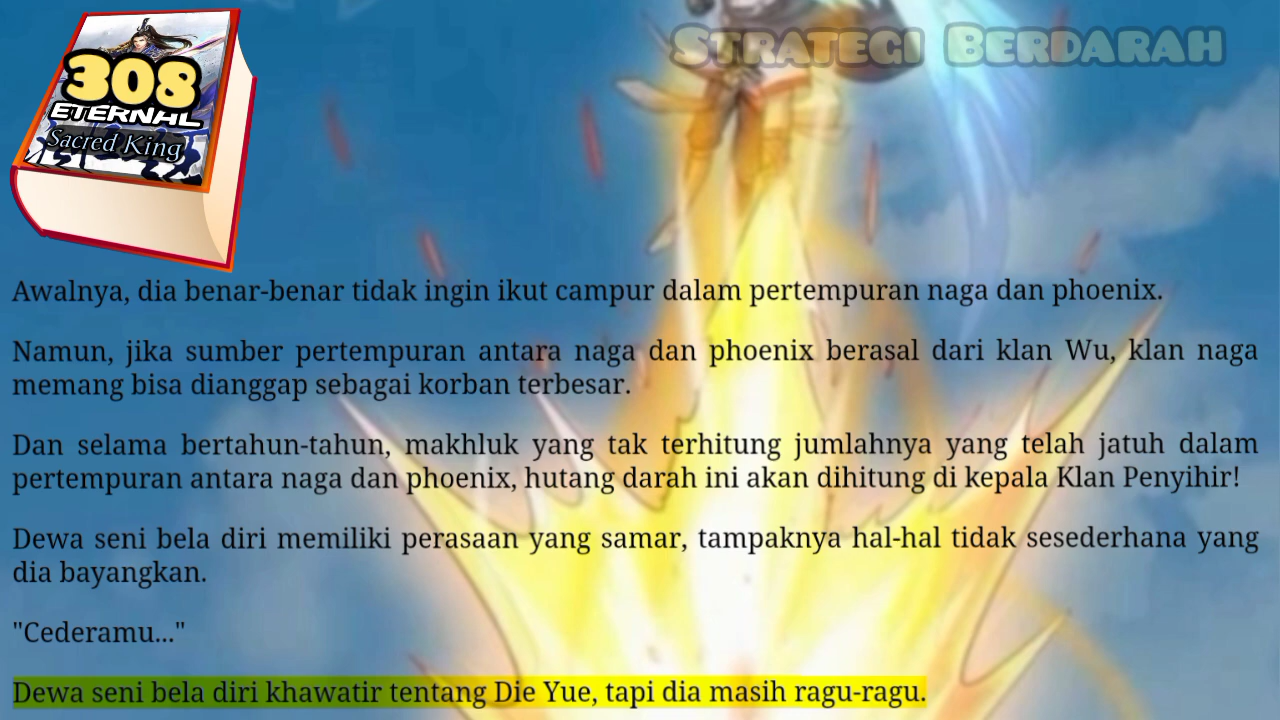 Strategi Berdarah
308
ETERNAL
Sacred King
Awalnya, dia benar-benar tidak ingin ikut campur dalam pertempuran naga dan phoenix.
Namun, jika sumber pertempuran antara naga dan phoenix berasal dari klan Wu, klan naga
memang bisa dianggap sebagai korban terbesar.
Dan selama bertahun-tahun, makhluk yang tak terhitung jumlahnya yang telah jatuh dalam
pertempuran antara naga dan phoenix, hutang darah ini akan dihitung di kepala Klan Penyihir!
Dewa seni bela diri memiliki perasaan yang samar, tampaknya hal-hal tidak sesederhana yang
dia bayangkan.
"Cederamu..."
Dewa seni bela diri khawatir tentang Die Yue, tapi dia masih ragu-ragu.